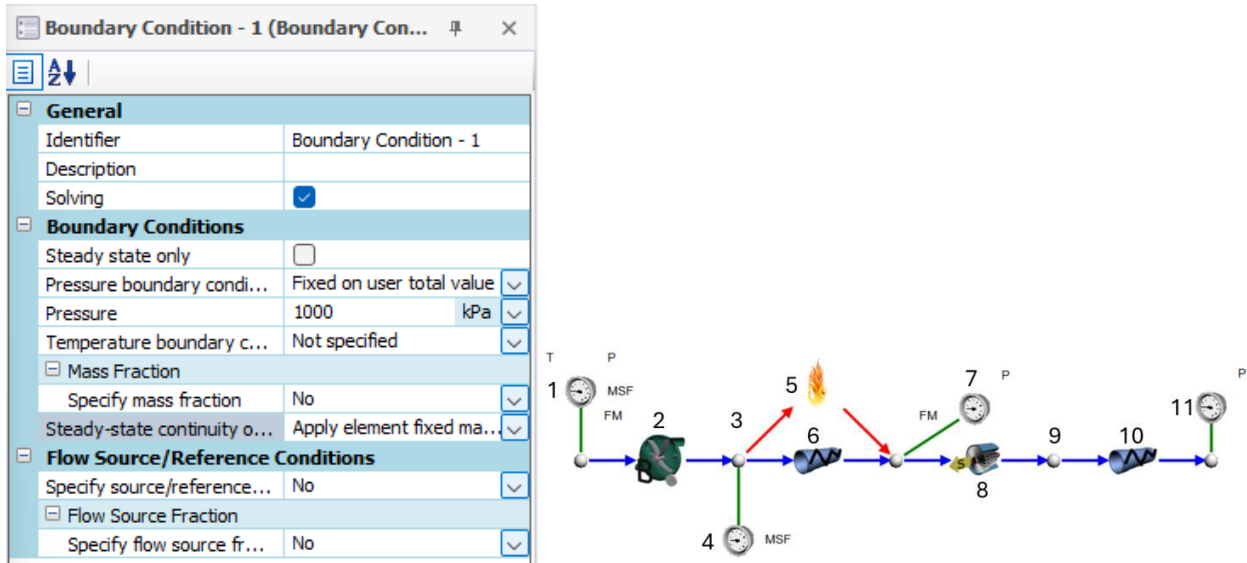 Boundary Condition - 1 (Boundary Con...
A
Z
General
Identifier Boundary Condition - 1
Description
Solving
Boundary Conditions
Steady state only
Pressure boundary condi... Fixed on user total value
Pressure 1000 kPa
Temperature boundary c... Not specified
Mass Fraction
Specify mass fraction No
Steady-state continuity o... Apply element fixed ma...
Flow Source/Reference Conditions
Specify source/reference... No
Flow Source Fraction
Specify flow source fr... No
T P
1 MSF
FM
2
3
4 MSF
5
6
7 P
FM
S
8
9
10
P
11